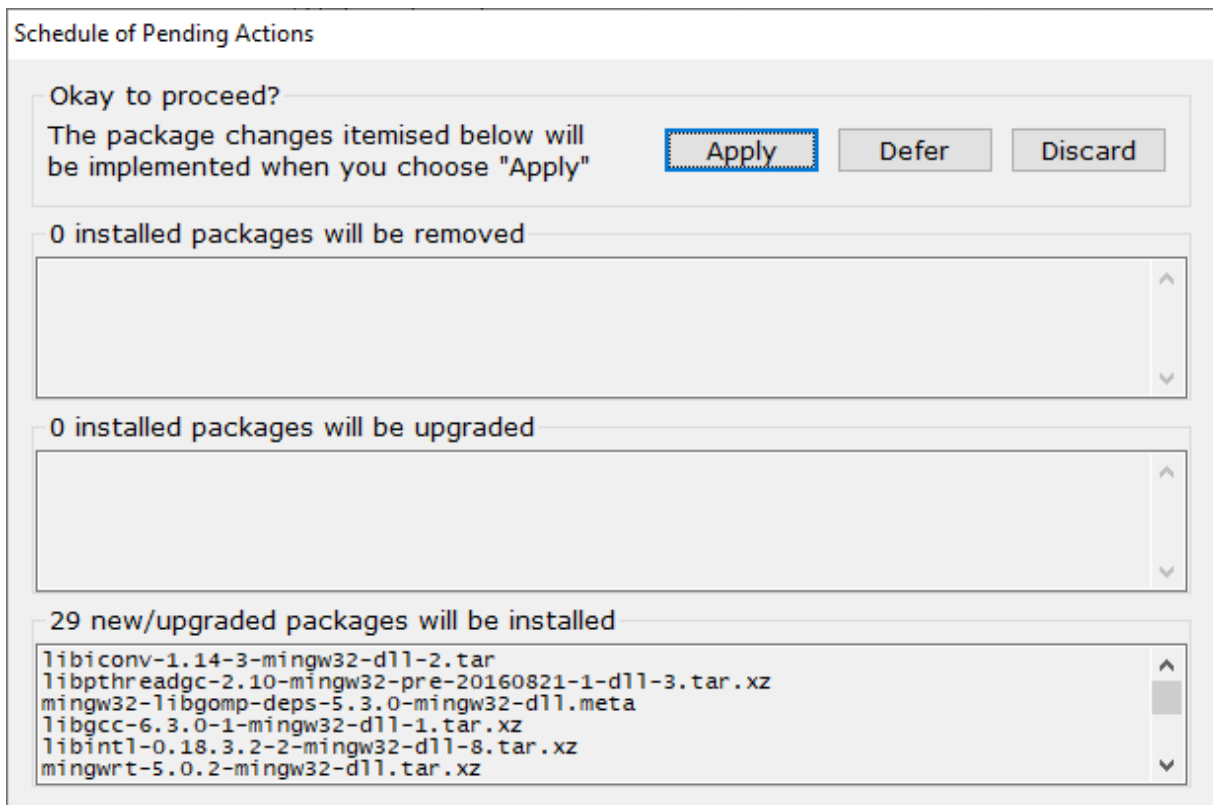 Schedule of Pending Actions
Okay to proceed?
The package changes itemised below will
be implemented when you choose "Apply"
Apply
Defer
Discard
0 installed packages will be removed
0 installed packages will be upgraded
29 new/upgraded packages will be installed
libiconv-1.14-3-mingw32-dll-2.tar
libpthreadgc-2.10-mingw32-pre-20160821-1-dll-3.tar.xz
mingw32-libgomp-deps-5.3.0-mingw32-dll.meta
libgcc-6.3.0-1-mingw32-dll-1.tar.xz
libintl-0.18.3.2-2-mingw32-dll-8.tar.xz
mingwrt-5.0.2-mingw32-dll.tar.xz